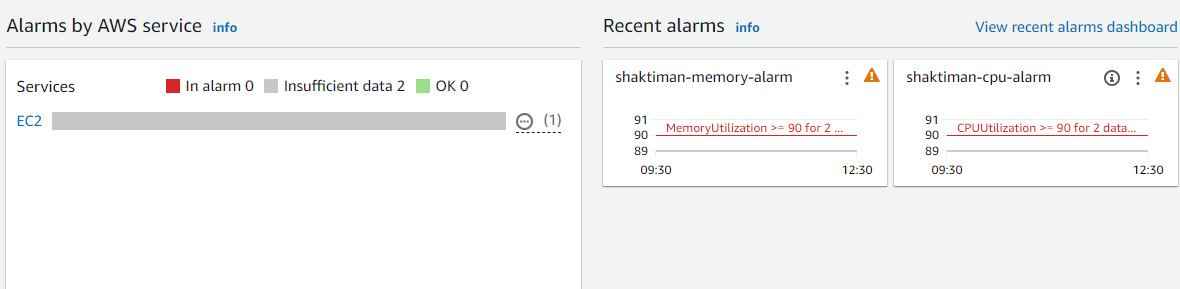 Alarms by AWS service info
Services In alarm 0 Insufficient data 2 OK 0
EC2 (1)
Recent alarms info View recent alarms dashboard
shaktiman-memory-alarm
91
90
89
MemoryUtilization >= 90 for 2 ...
09:30 12:30
shaktiman-cpu-alarm
91
90
89
CPUUtilization >= 90 for 2 data...
09:30 12:30